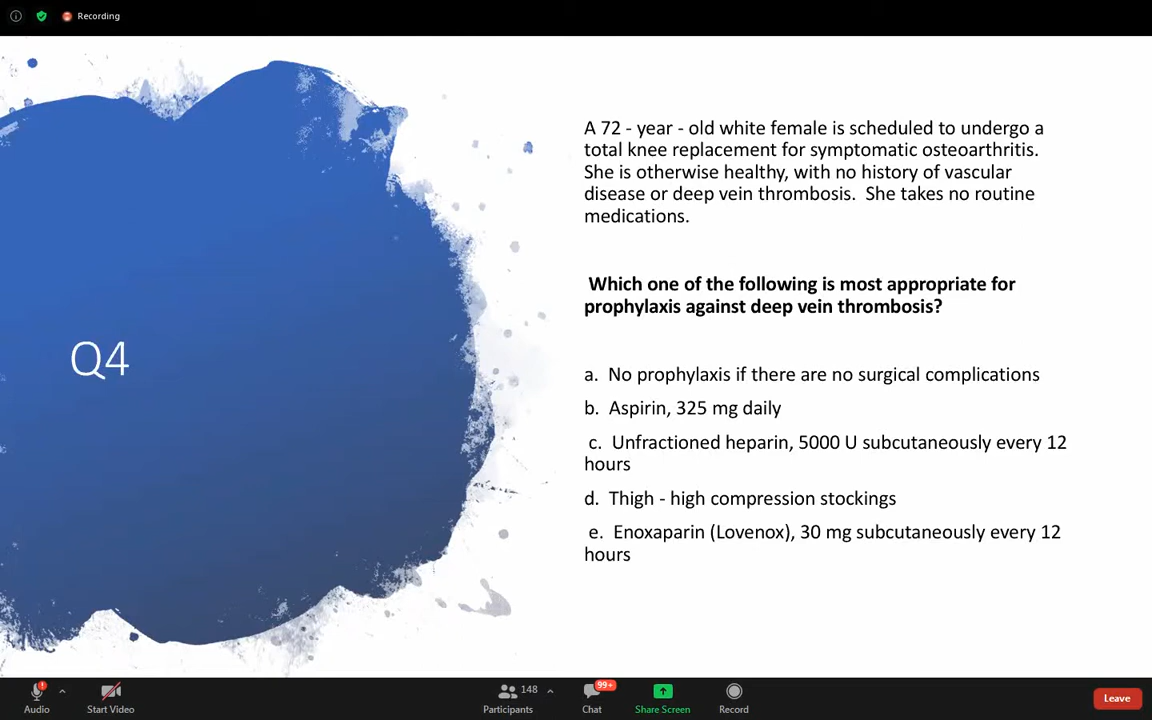 Recording
A 72 - year - old white female is scheduled to undergo a
total knee replacement for symptomatic osteoarthritis.
She is otherwise healthy, with no history of vascular
disease or deep vein thrombosis.  She takes no routine
medications.
Which one of the following is most appropriate for
prophylaxis against deep vein thrombosis?
Q4
a.  No prophylaxis if there are no surgical complications
b.  Aspirin, 325 mg daily
c.  Unfractioned heparin, 5000 U subcutaneously every 12
hours
d.  Thigh - high compression stockings
e.  Enoxaparin (Lovenox), 30 mg subcutaneously every 12
hours
148
99+
Audio
Start Video
Participants
Chat
Share Screen
Record
Leave